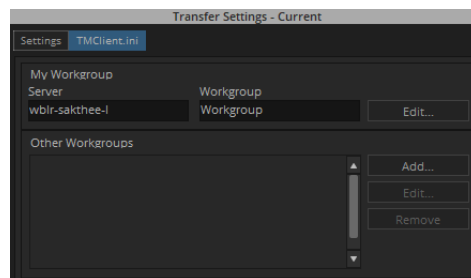 Transfer Settings - Current
Settings TMClient.ini
My Workgroup
Server Workgroup
wblr-sakthee-l Workgroup Edit...
Other Workgroups
Add...
Edit...
Remove